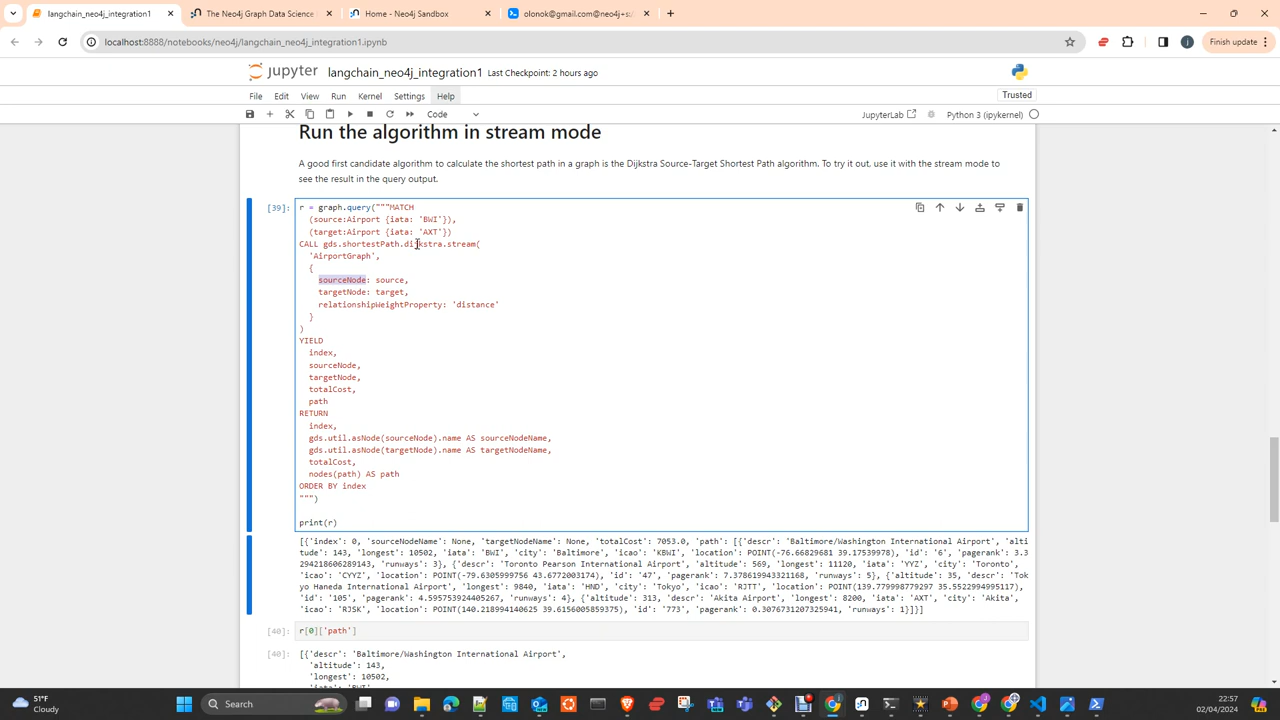 langchain_neo4j_integration1
The Neo4j Graph Data Science
Home - Neo4j Sandbox
olonok@gmail.com@neo4j+s:/
localhost:8888/notebooks/neo4j/langchain_neo4j_integration1.ipynb
Finish update
jupyter langchain_neo4j_integration1 Last Checkpoint: 2 hours ago
File Edit View Run Kernel Settings Help
Trusted
Code
JupyterLab
Python 3 (ipykernel)
Run the algorithm in stream mode
A good first candidate algorithm to calculate the shortest path in a graph is the Dijkstra Source-Target Shortest Path algorithm. To try it out, use it with the stream mode to
see the result in the query output.
[39]:
r = graph.query("""MATCH
(source:Airport {iata: 'BWI'}),
(target:Airport {iata: 'AXT'})
CALL gds.shortestPath.dijkstra.stream(
'AirportGraph',
{
sourceNode: source,
targetNode: target,
relationshipWeightProperty: 'distance'
}
)
YIELD
index,
sourceNode,
targetNode,
totalCost,
path
RETURN
index,
gds.util.asNode(sourceNode).name AS sourceNodeName,
gds.util.asNode(targetNode).name AS targetNodeName,
totalCost,
nodes(path) AS path
ORDER BY index
""")
print(r)
[{'index': 0, 'sourceNodeName': None, 'targetNodeName': None, 'totalCost': 7053.0, 'path': [{'descr': 'Baltimore/Washington International Airport', 'alti
tude': 143, 'longest': 10502, 'iata': 'BWI', 'city': 'Baltimore', 'icao': 'KBWI', 'location': POINT(-76.66829681 39.17539978), 'id': '6', 'pagerank': 3.3
294218606289143, 'runways': 3}, {'descr': 'Toronto Pearson International Airport', 'altitude': 569, 'longest': 11120, 'iata': 'YYZ', 'city': 'Toronto',
'icao': 'CYYZ', 'location': POINT(-79.6305999756 43.6772003174), 'id': '47', 'pagerank': 7.378619943321168, 'runways': 5}, {'altitude': 35, 'descr': 'Tok
yo Haneda International Airport', 'longest': 9840, 'iata': 'HND', 'city': 'Tokyo', 'icao': 'RJTT', 'location': POINT(139.779998779297 35.552299499511​7),
'id': '105', 'pagerank': 4.595753924405267, 'runways': 4}, {'altitude': 313, 'descr': 'Akita Airport', 'longest': 8200, 'iata': 'AXT', 'city': 'Akita',
'icao': 'RJSK', 'location': POINT(140.218994140625 39.6156005859375), 'id': '773', 'pagerank': 0.3076731207325941, 'runways': 1}]}]
[40]: r[0]['path']
[40]: [{'descr': 'Baltimore/Washington International Airport',
'altitude': 143,
'longest': 10502,
51°F
Cloudy
Search
22:57
02/04/2024